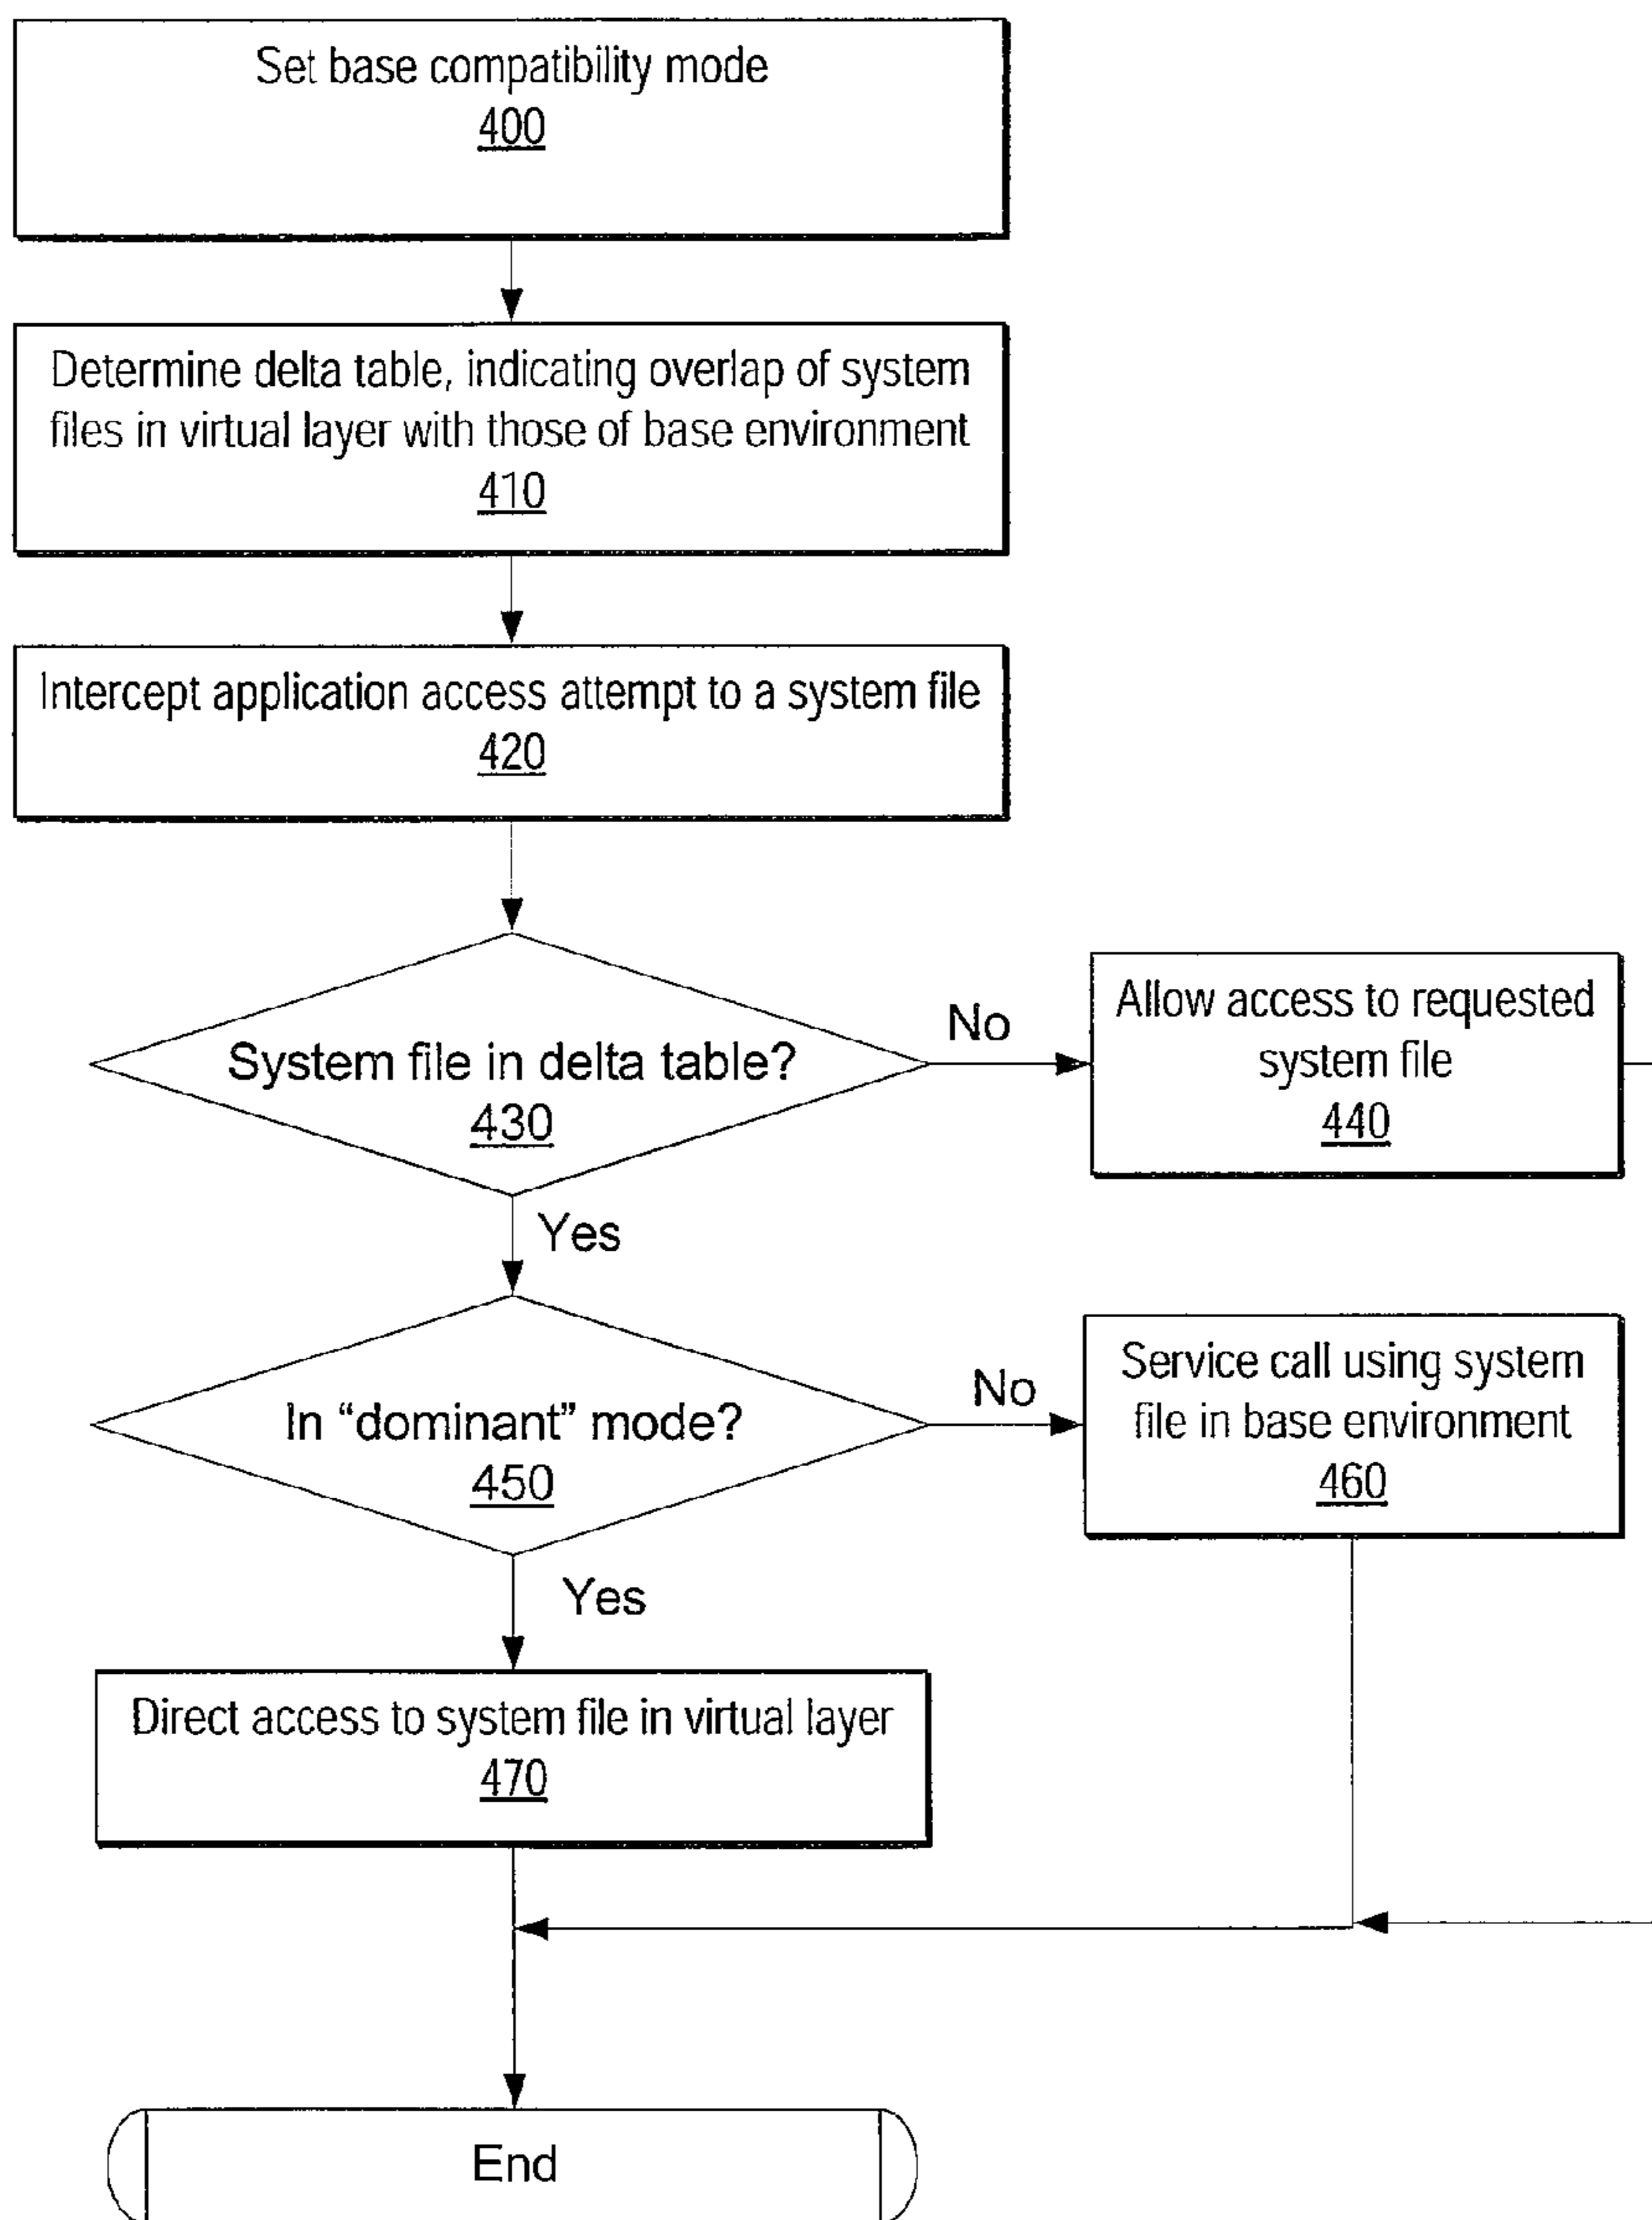 Set base compatibility mode
400
Determine delta table, indicating overlap of system
files in virtual layer with those of base environment
410
Intercept application access attempt to a system file
420
System file in delta table?
430
No
Allow access to requested
system file
440
Yes
In “dominant” mode?
450
No
Service call using system
file in base environment
460
Yes
Direct access to system file in virtual layer
470
End